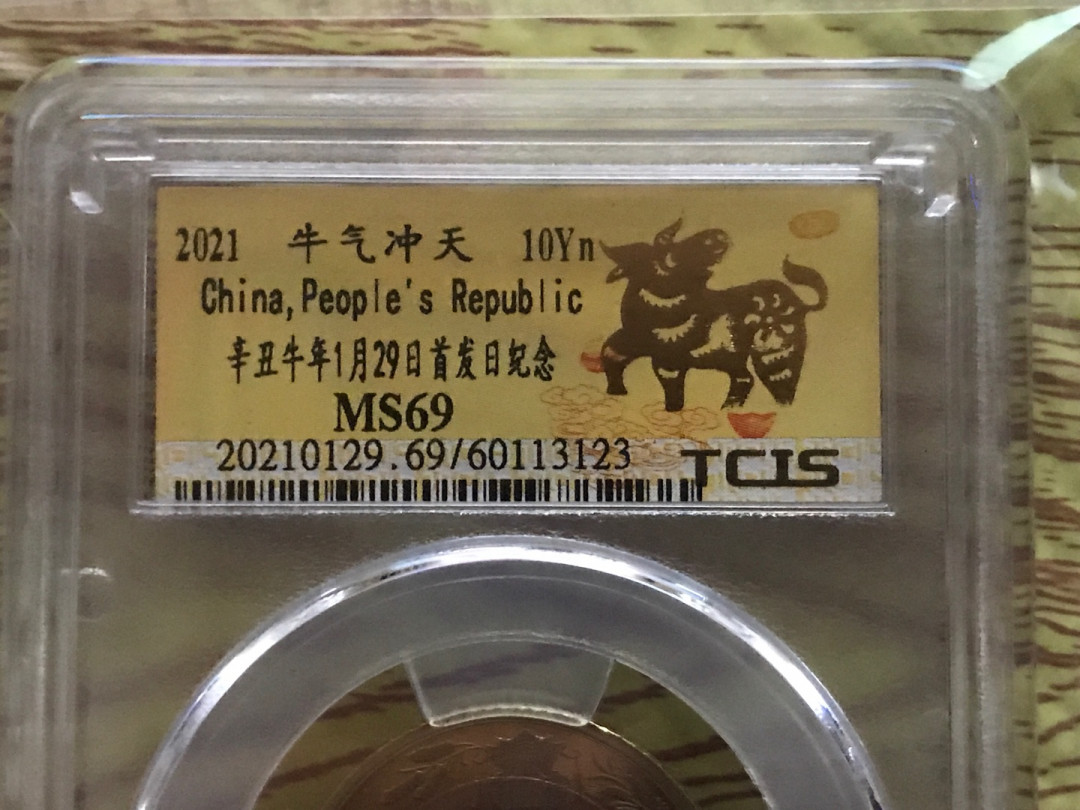 2021 牛气冲天 10Yn
China,People's Republic
辛丑牛年1月29日首发日纪念
MS69
20210129.69/60113123
TCIS